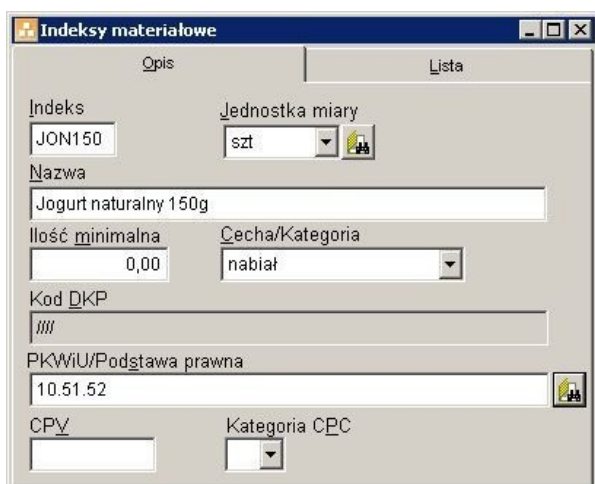 Indeksy materiałowe
Opis Lista
Indeks Jednostka miary
JON150 szt
Nazwa
Jogurt naturalny 150g
Ilość minimalna Cecha/Kategoria
0,00 nabiał
Kod DKP
////
PKWiU/Podstawa prawna
10.51.52
CPV Kategoria CPC